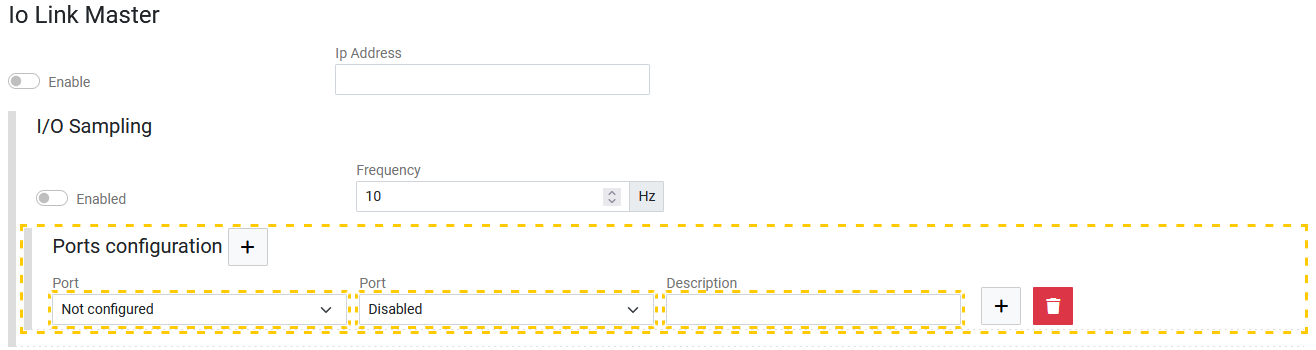 Io Link Master
Ip Address
Enable
I/O Sampling
Frequency
Enabled
10 Hz
Ports configuration +
Port Port Description
Not configured Disabled +